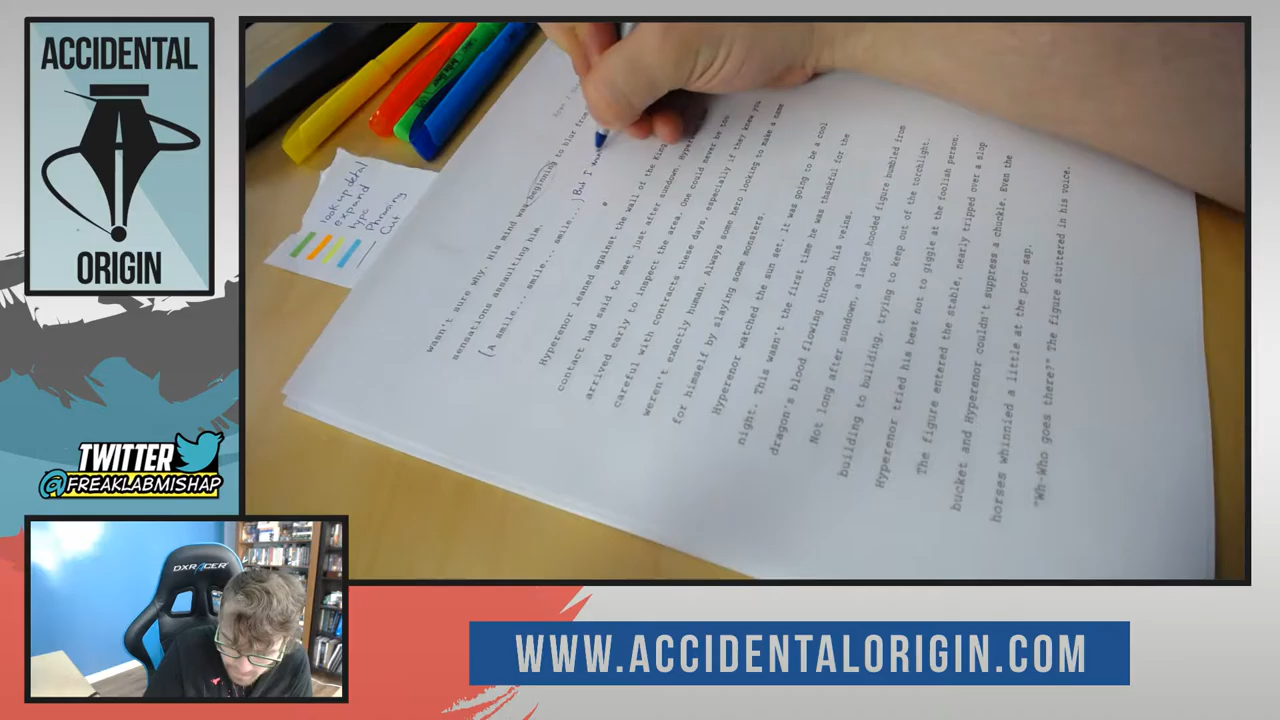 ACCIDENTAL
ORIGIN
look up detail
expand
typo
Phrasing
Cut
wasn't sure why. His mind was beginning to blur from
sensations assaulting him.
(A smile... smile... smile...) But I
Hyperenor leaned against the wall of the King
contact had said to meet just after sundown. Hyper
arrived early to inspect the area. One could never be too
careful with contracts these days, especially if they knew you
weren't exactly human. Always some hero looking to make a name
for himself by slaying some monsters.
Hyperenor watched the sun set. It was going to be a cool
night. This wasn't the first time he was thankful for the
dragon's blood flowing through his veins.
Not long after sundown, a large hooded figure bumbled from
building to building, trying to keep out of the torchlight.
Hyperenor tried his best not to giggle at the foolish person.
The figure entered the stable, nearly tripped over a slop
bucket and Hyperenor couldn't suppress a chuckle. Even the
horses whinnied a little at the poor sap.
"Wh-Who goes there?" The figure stuttered in his voice.
TWITTER
@FREAKLABMISHAP
DXRACER
WWW.ACCIDENTALORIGIN.COM